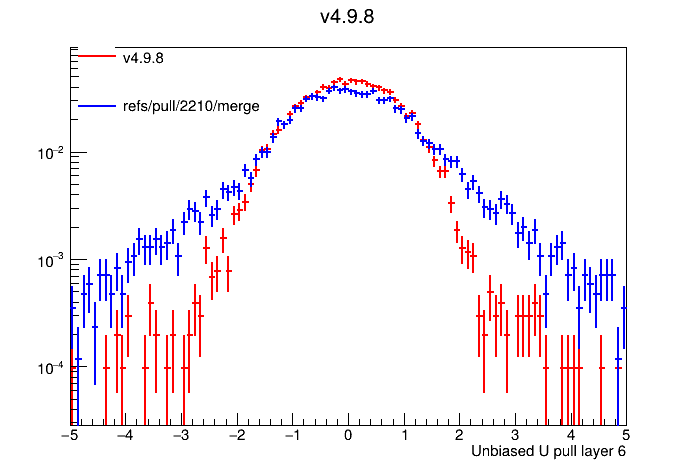 v4.9.8
v4.9.8
refs/pull/2210/merge
10⁻²
10⁻³
10⁻⁴
−5 −4 −3 −2 −1 0 1 2 3 4 5
Unbiased U pull layer 6